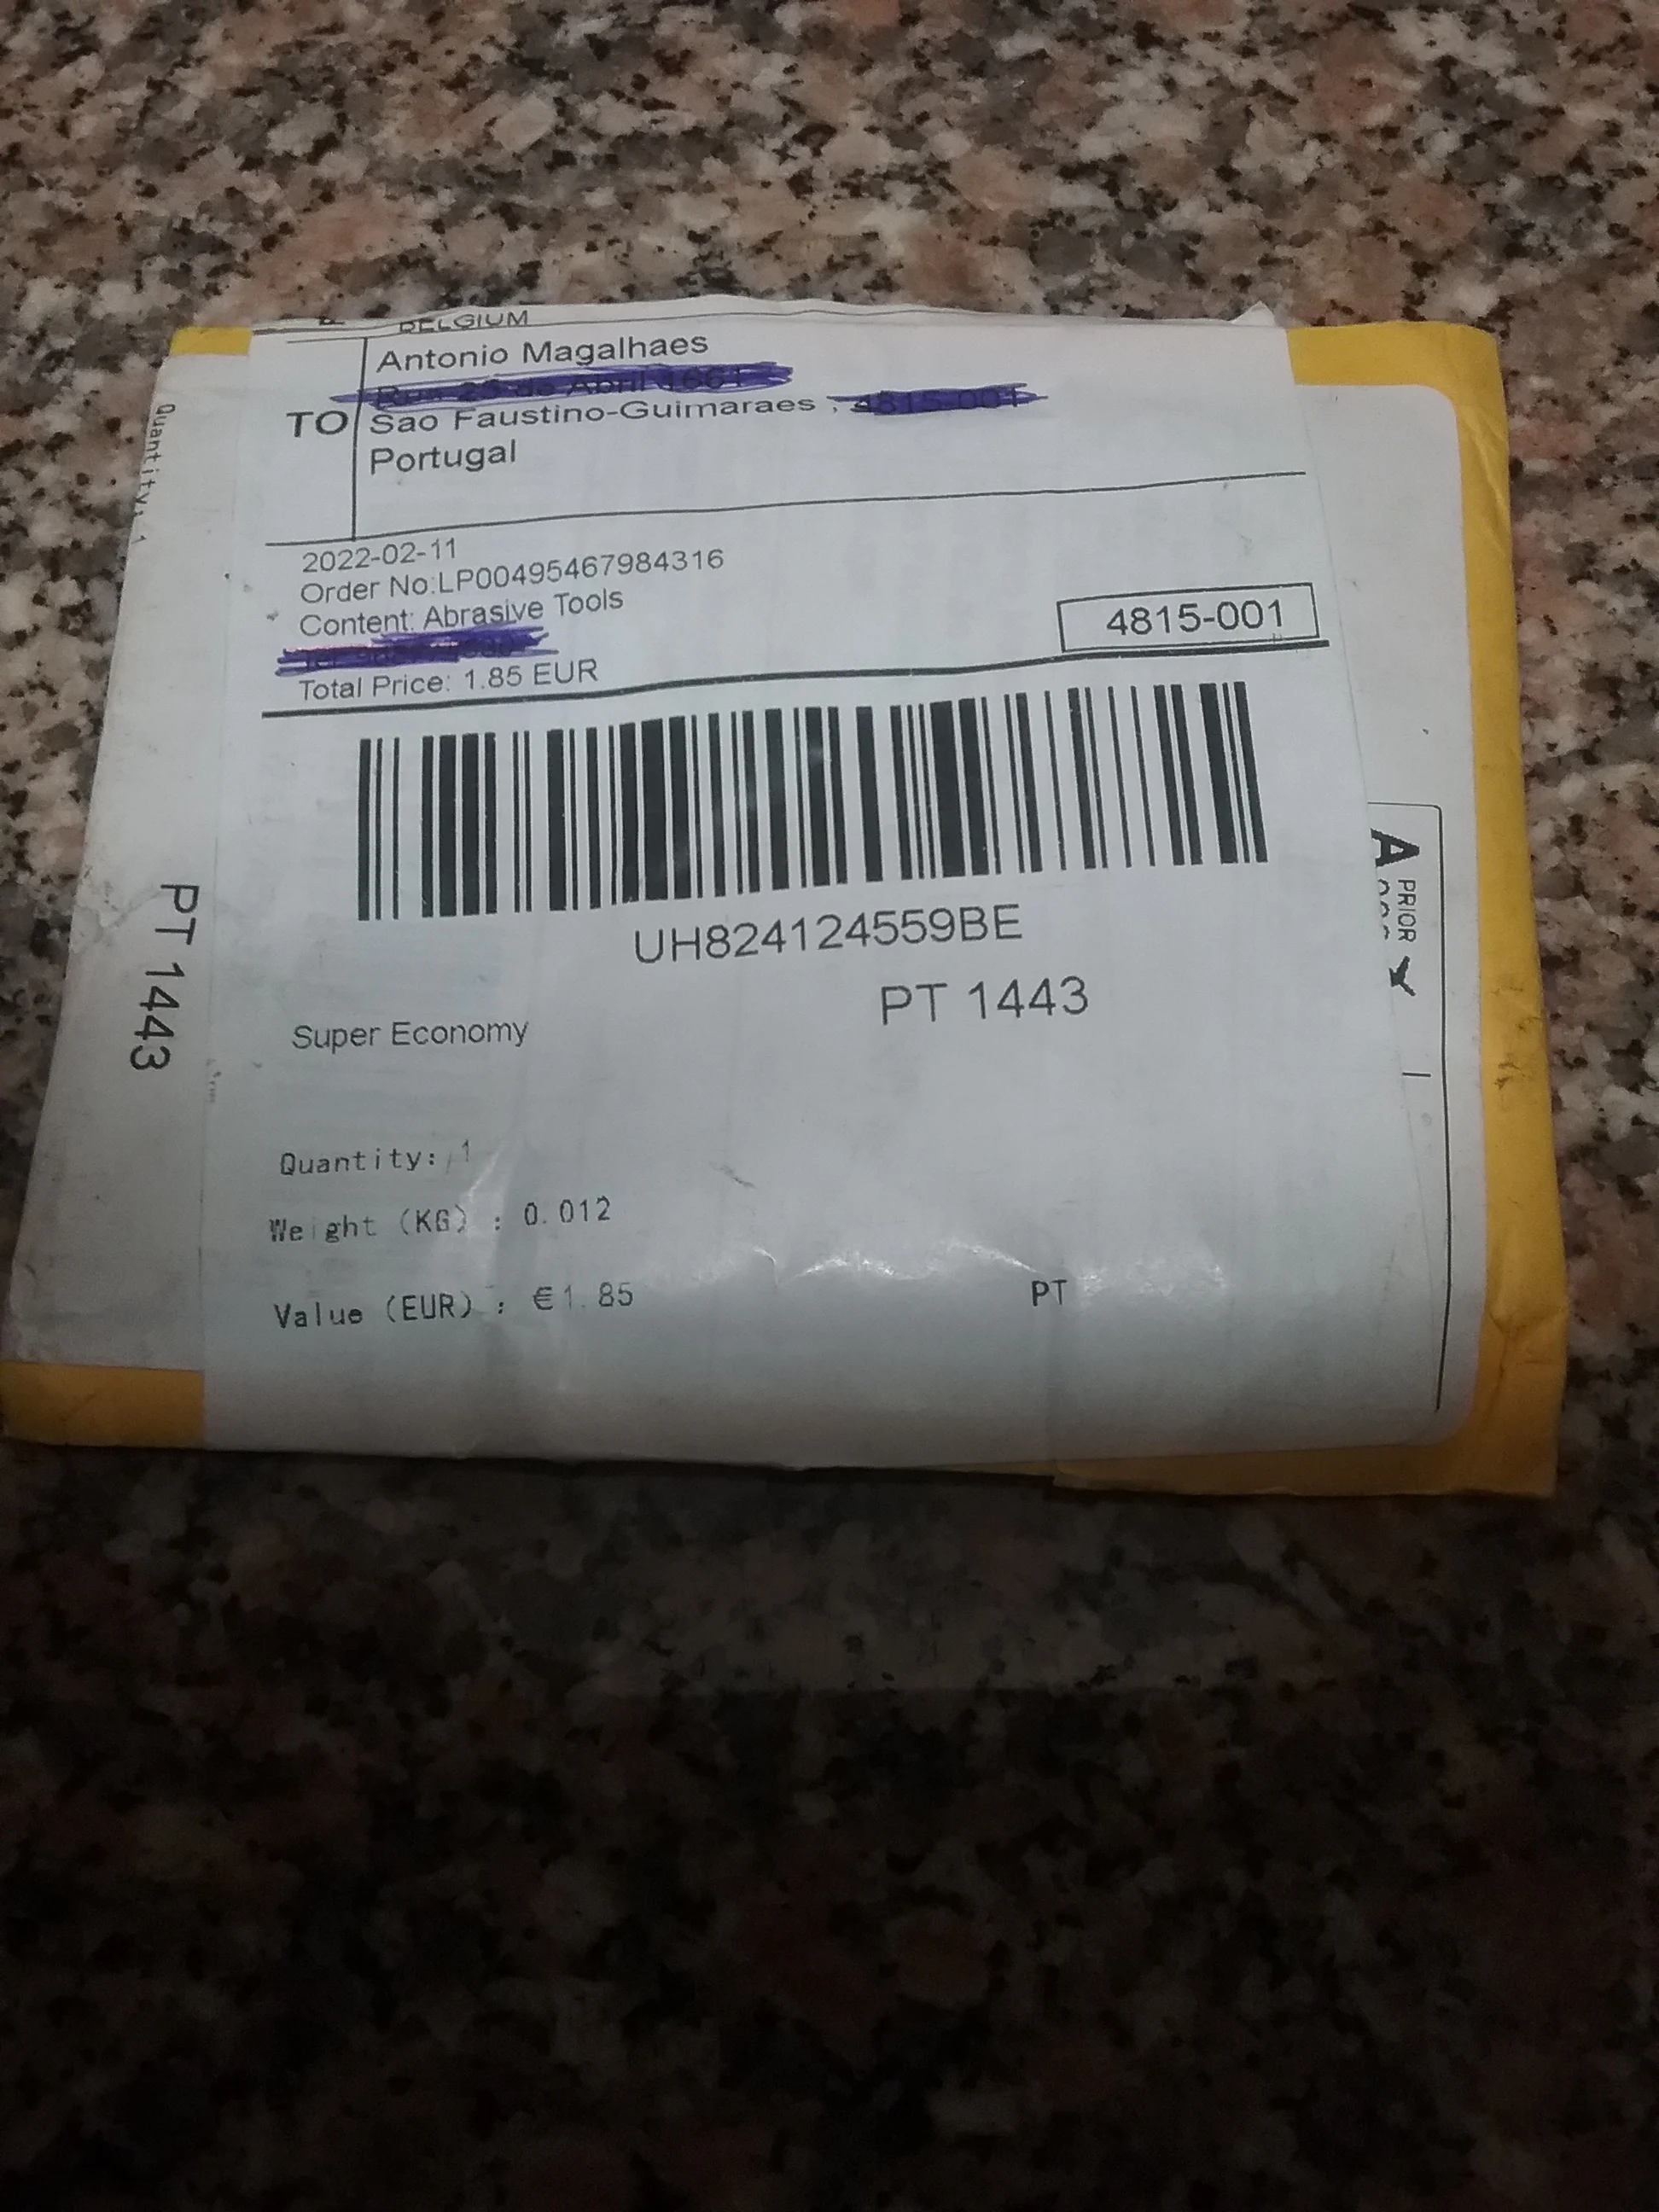 BELGIUM
TO
Antonio Magalhaes
Sao Faustino-Guimaraes ,
Portugal
2022-02-11
Order No:LP00495467984316
Content: Abrasive Tools
Total Price: 1.85 EUR
4815-001
UH824124559BE
PT 1443
Super Economy
Quantity: 1
Weight (KG) : 0.012
Value (EUR) : €1.85
PT
Quantity: 1
PT 1443
A PRIOR